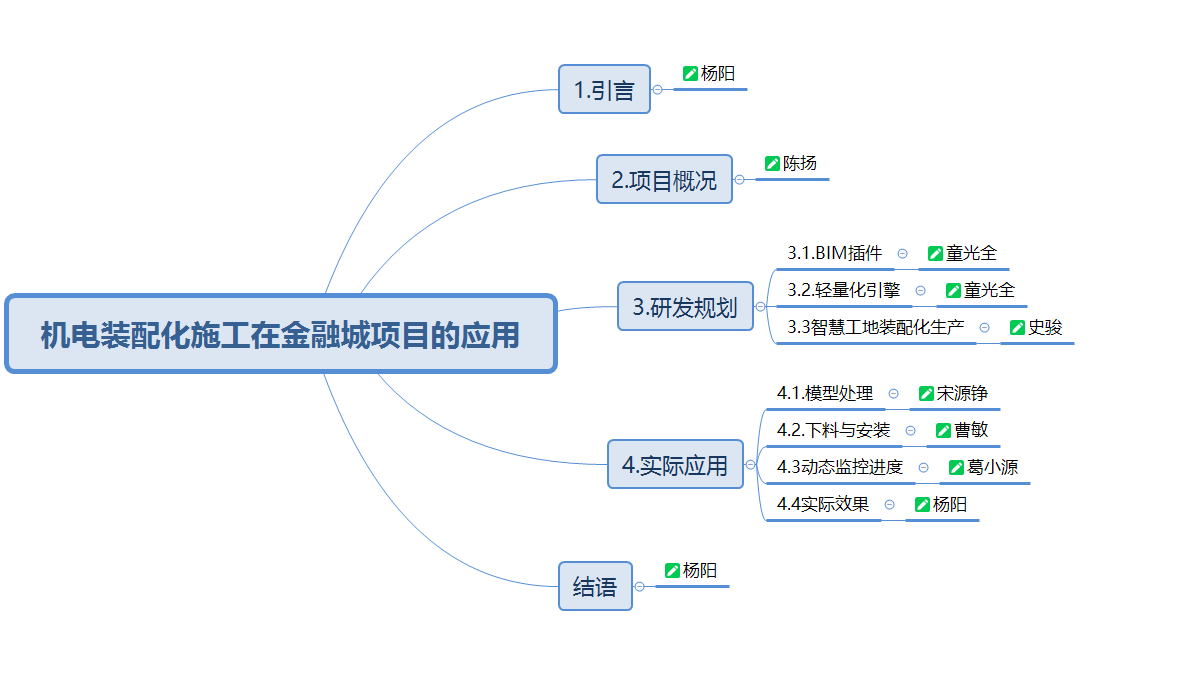 机电装配化施工在金融城项目的应用
1.引言
杨阳
2.项目概况
陈扬
3.研发规划
3.1.BIM插件
童光全
3.2.轻量化引擎
童光全
3.3智慧工地装配化生产
史骏
4.实际应用
4.1.模型处理
宋源铮
4.2.下料与安装
曹敏
4.3动态监控进度
葛小源
4.4实际效果
杨阳
结语
杨阳